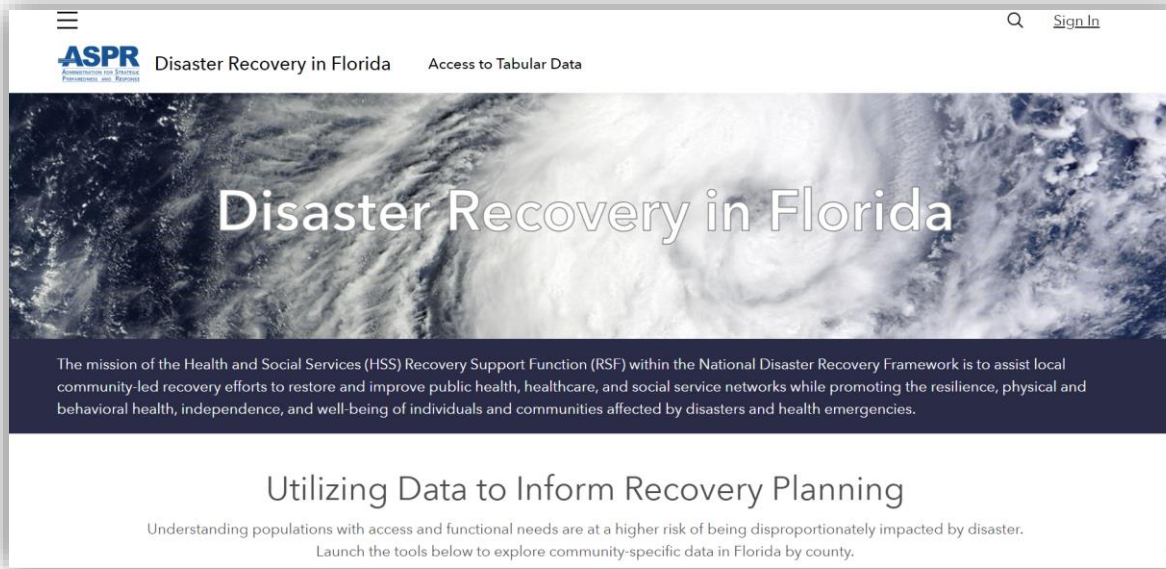 Sign In
ASPR
ADMINISTRATION FOR STRATEGIC
PREPAREDNESS AND RESPONSE
Disaster Recovery in Florida
Access to Tabular Data
Disaster Recovery in Florida
The mission of the Health and Social Services (HSS) Recovery Support Function (RSF) within the National Disaster Recovery Framework is to assist local
community-led recovery efforts to restore and improve public health, healthcare, and social service networks while promoting the resilience, physical and
behavioral health, independence, and well-being of individuals and communities affected by disasters and health emergencies.
Utilizing Data to Inform Recovery Planning
Understanding populations with access and functional needs are at a higher risk of being disproportionately impacted by disaster.
Launch the tools below to explore community-specific data in Florida by county.